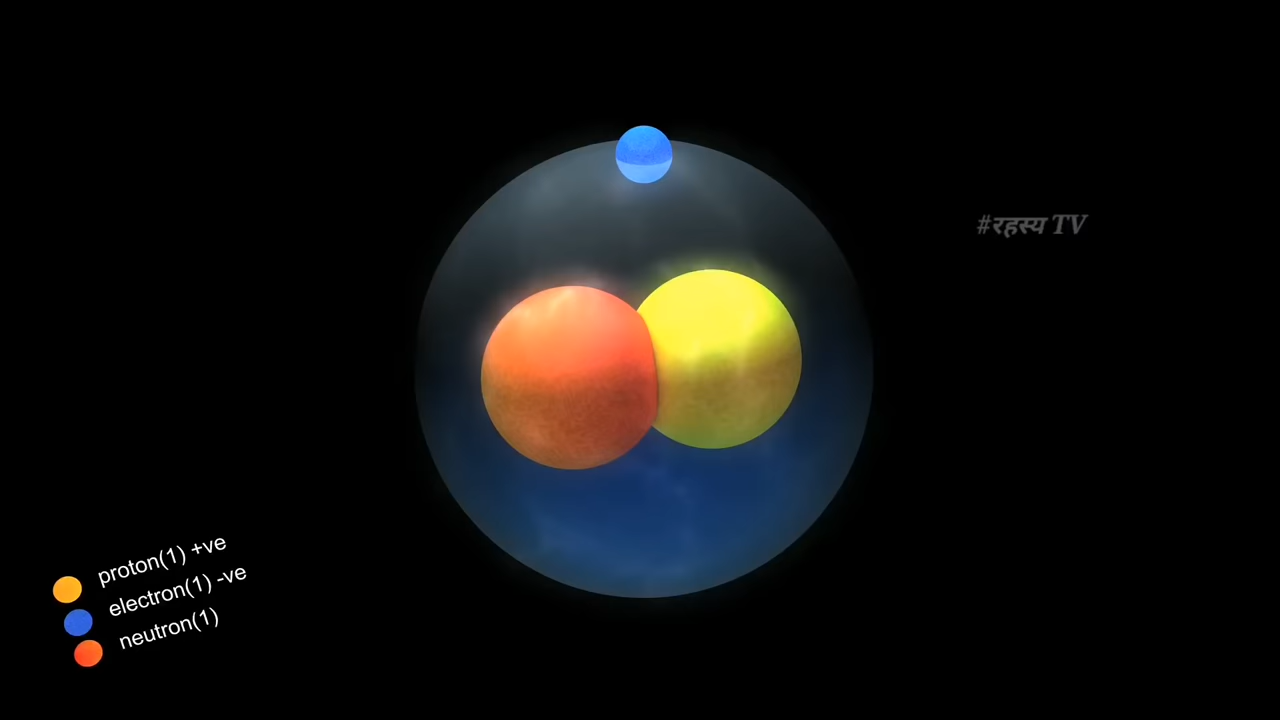 #रहस्य TV
proton(1) +ve
electron(1) -ve
neutron(1)